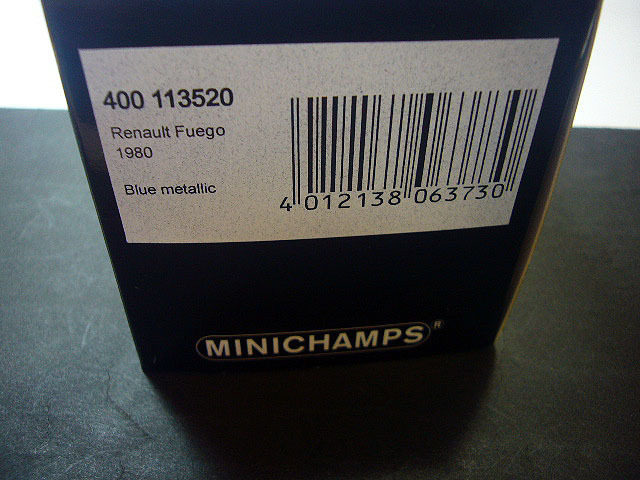 400 113520
Renault Fuego
1980
Blue metallic
4 012138 063730
MINICHAMPS®